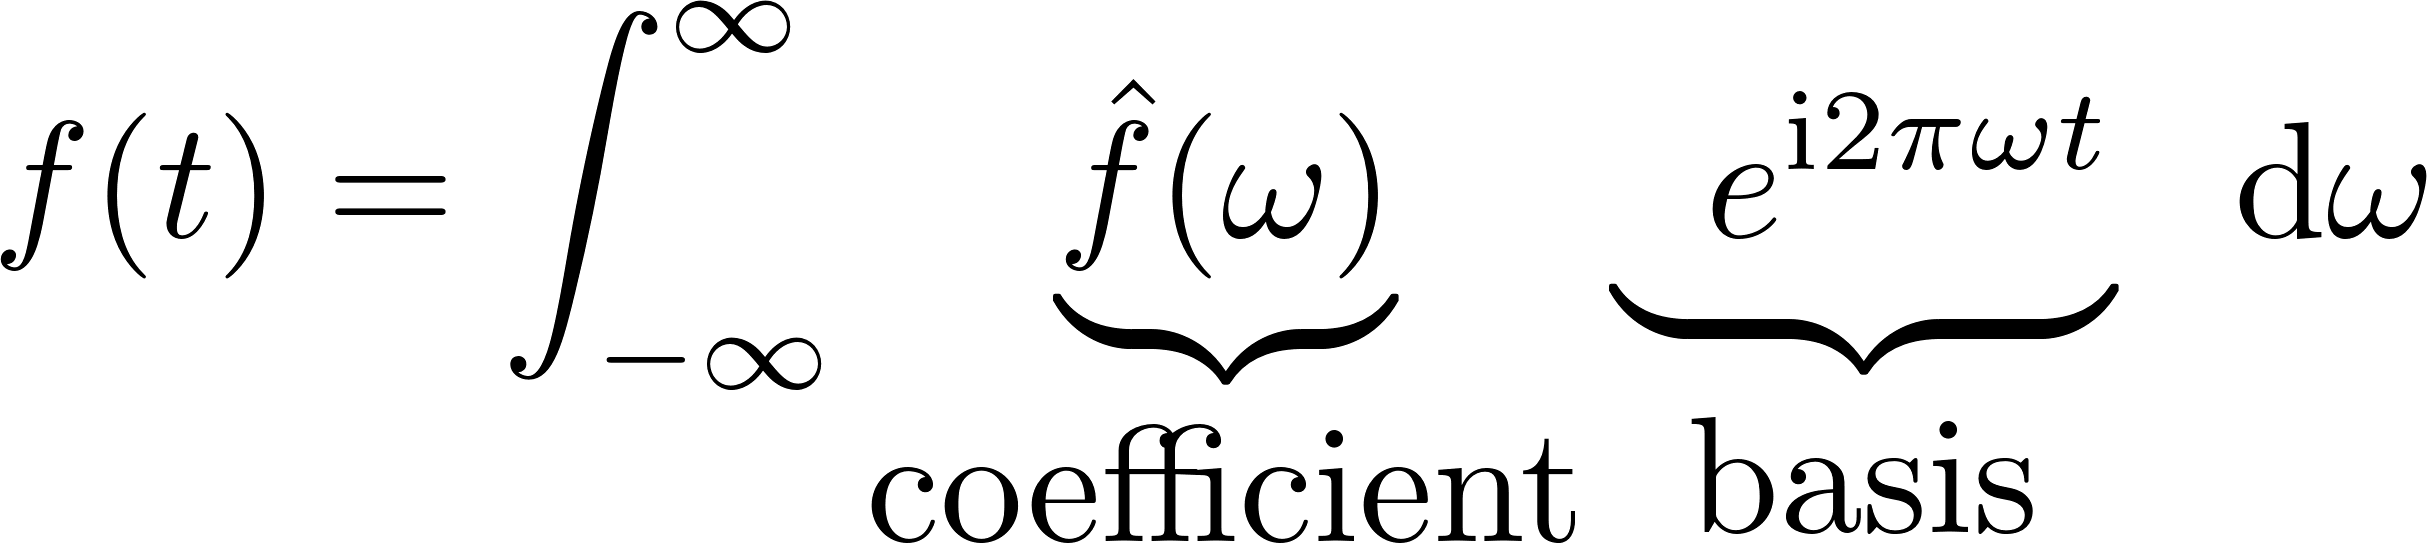 f(t) = ∫_{-∞}^{∞} f̂(ω) e^{i2πωt} dω
coefficient basis